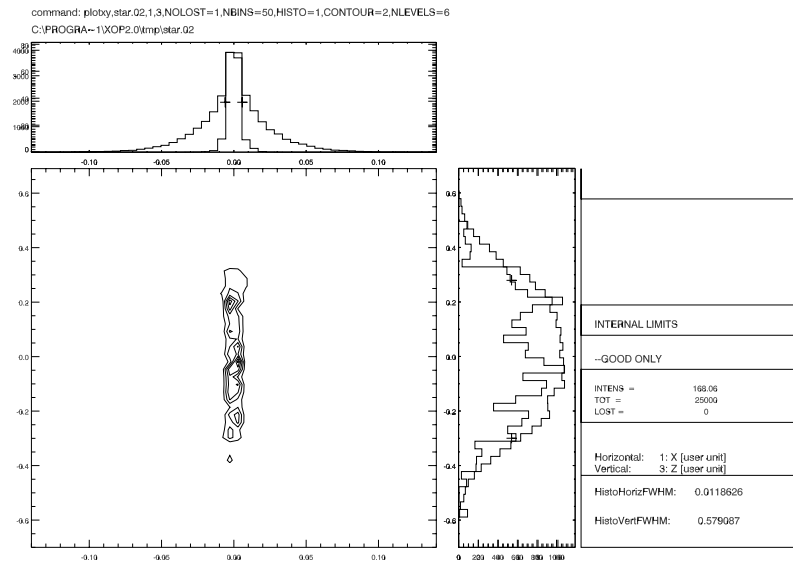 command: plotxy,star.02,1,3,NOLOST=1,NBINS=50,HISTO=1,CONTOUR=2,NLEVELS=6
C:\PROGRA~1\XOP2.0\tmp\star.02
2000
0
-0.10 -0.05 0.00 0.05 0.10
0.6
0.4
0.2
0.0
-0.2
-0.4
-0.6
-0.10 -0.05 0.00 0.05 0.10
0.6
0.4
0.2
0.0
-0.2
-0.4
-0.6
0 200 400
INTERNAL LIMITS
--GOOD ONLY
INTENS = 168.06
TOT = 25000
LOST = 0
Horizontal: 1: X [user unit]
Vertical: 3: Z [user unit]
HistoHorizFWHM: 0.0118626
HistoVertFWHM: 0.579087